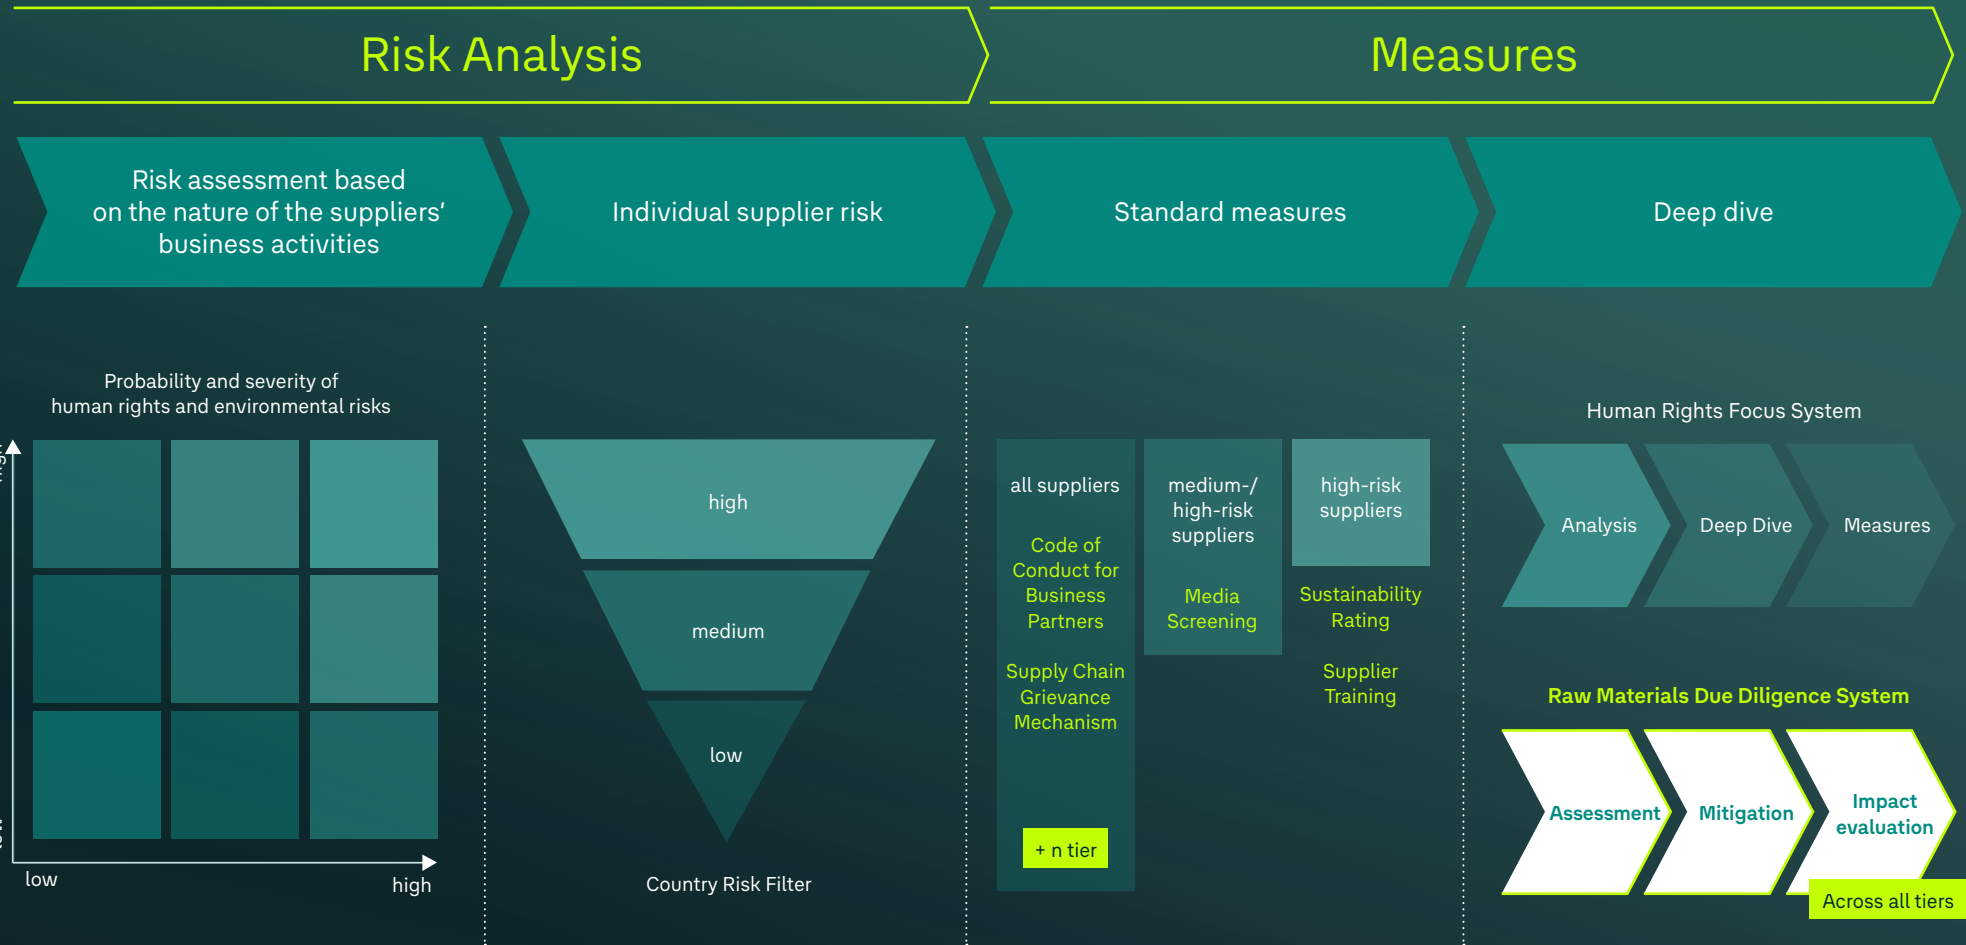 Risk Analysis
Measures
Risk assessment based
on the nature of the suppliers'
business activities
Individual supplier risk
Standard measures
Deep dive
Probability and severity of
human rights and environmental risks
low
high
high
medium
low
Country Risk Filter
all suppliers
Code of
Conduct for
Business
Partners
Supply Chain
Grievance
Mechanism
+ n tier
medium-/
high-risk
suppliers
Media
Screening
high-risk
suppliers
Sustainability
Rating
Supplier
Training
Human Rights Focus System
Analysis
Deep Dive
Measures
Raw Materials Due Diligence System
Assessment
Mitigation
Impact
evaluation
Across all tiers